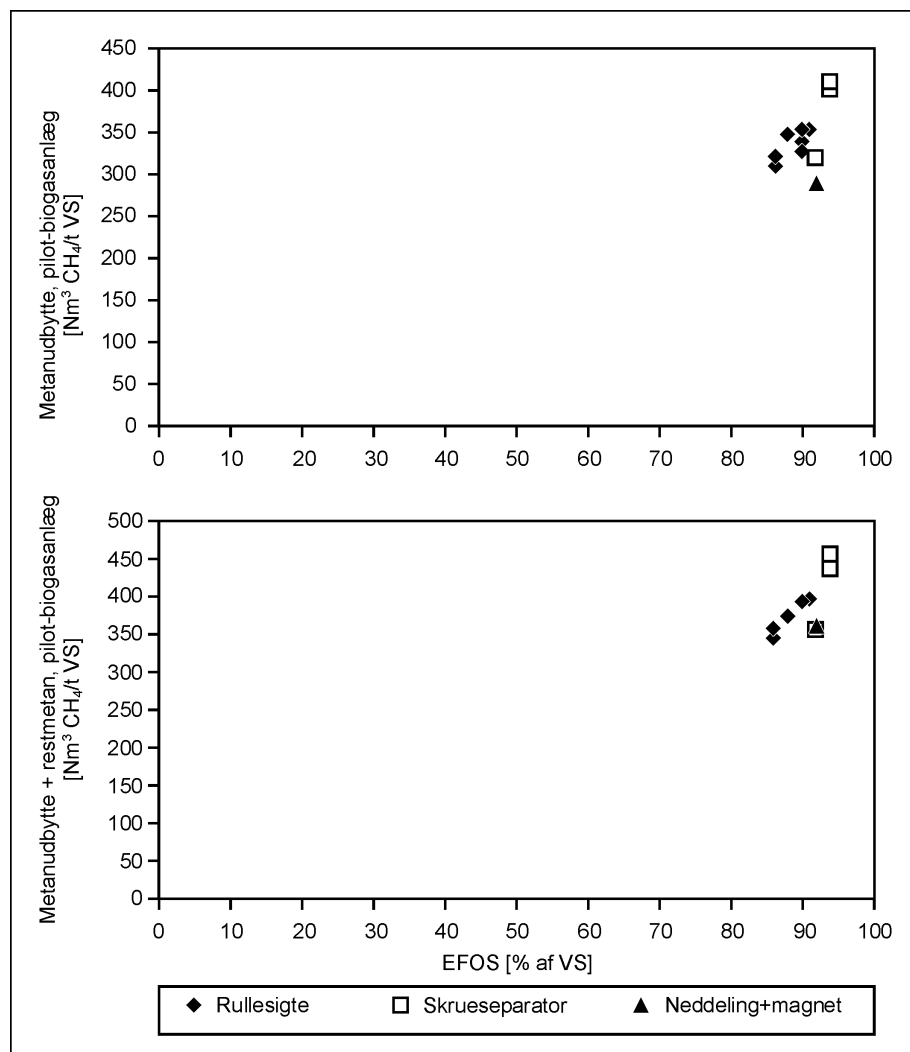 Metanudbytte, pilot-biogasanlæg
[Nm³ CH₄/t VS]
450
400
350
300
250
200
150
100
50
0
0 10 20 30 40 50 60 70 80 90 100
Metanudbytte + restmetan, pilot-biogasanlæg
[Nm³ CH₄/t VS]
500
450
400
350
300
250
200
150
100
50
0
0 10 20 30 40 50 60 70 80 90 100
EFOS [% af VS]
Rullesigte Skrueseparator Neddeling+magnet